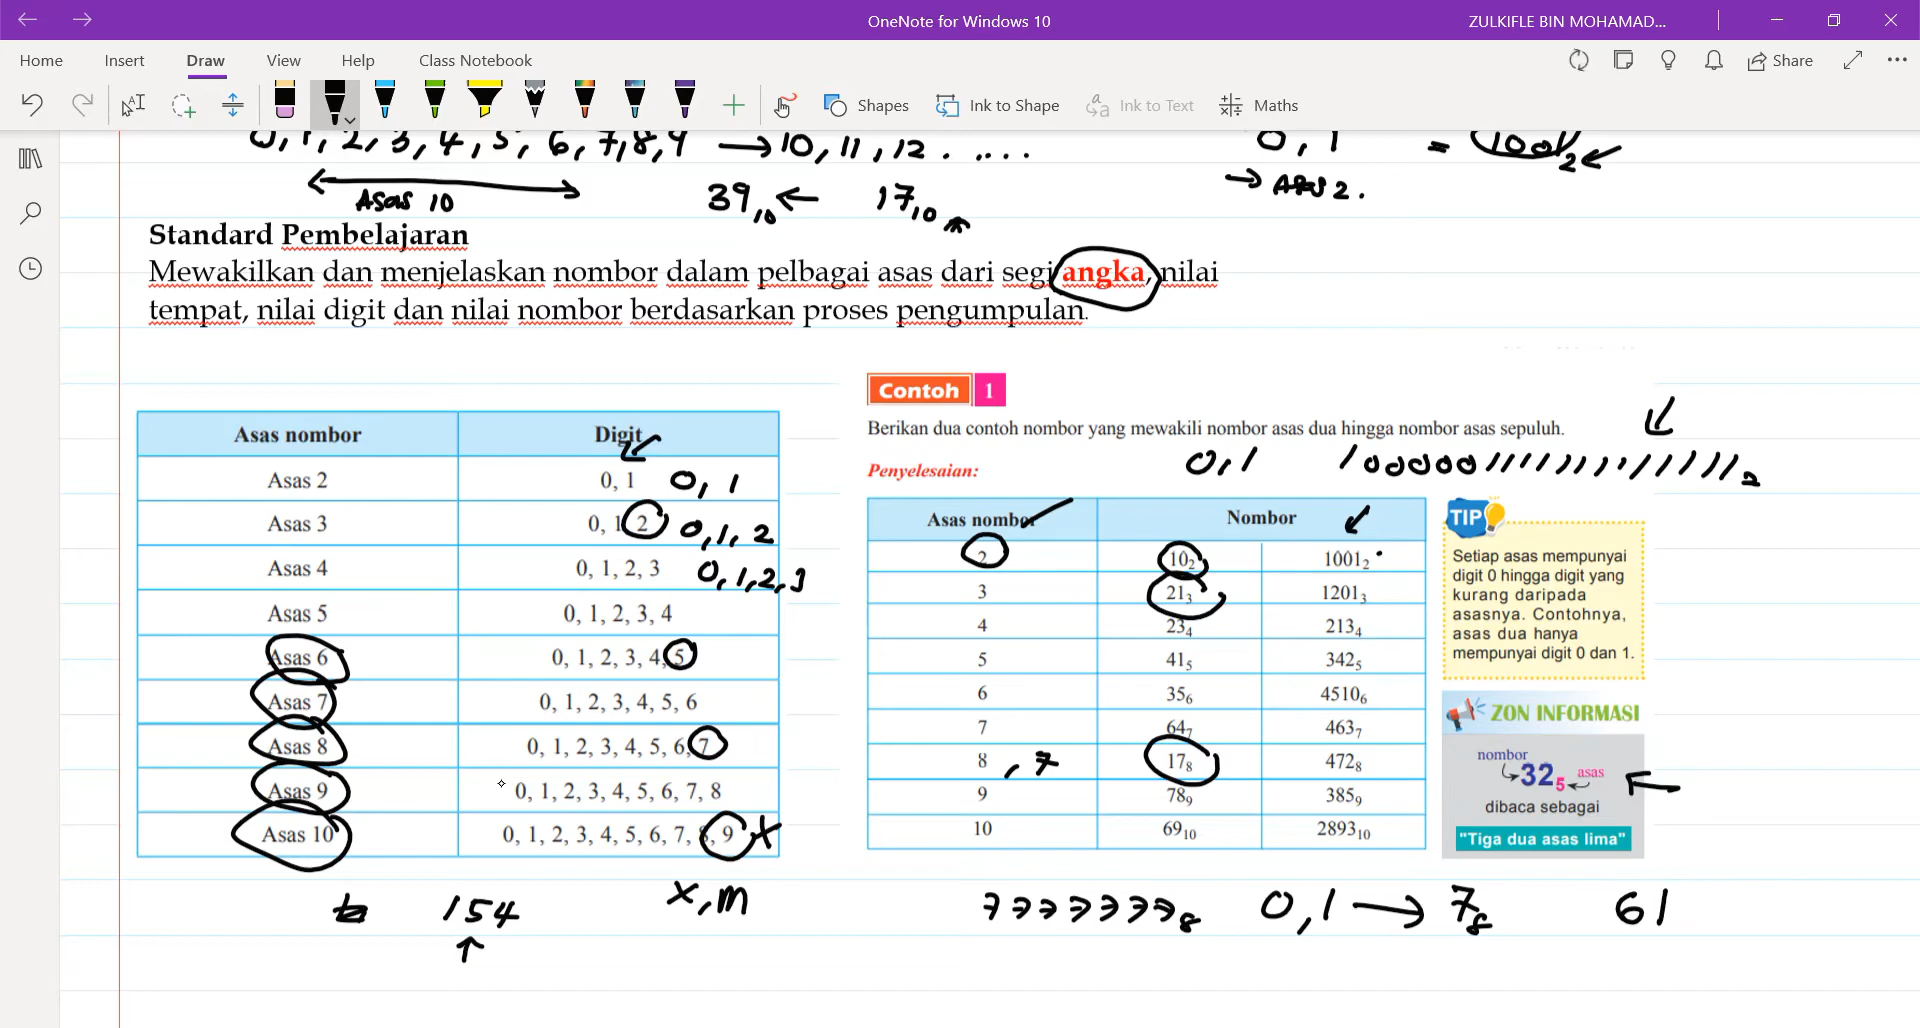 OneNote for Windows 10
ZULKIFLE BIN MOHAMAD...
Home Insert Draw View Help Class Notebook
Share
Shapes Ink to Shape Ink to Text Maths
0, 1, 2, 3, 4, 5, 6, 7, 8, 9 → 10, 11, 12 . ....
0, 1 = 1001₂
Asas 10
39₁₀ ← 17₁₀
→ Asas 2.
Standard Pembelajaran
Mewakilkan dan menjelaskan nombor dalam pelbagai asas dari segi angka, nilai
tempat, nilai digit dan nilai nombor berdasarkan proses pengumpulan.
Asas nombor Digit
Asas 2 0, 1 0, 1
Asas 3 0, 1, 2 0, 1, 2
Asas 4 0, 1, 2, 3 0, 1, 2, 3
Asas 5 0, 1, 2, 3, 4
Asas 6 0, 1, 2, 3, 4, 5
Asas 7 0, 1, 2, 3, 4, 5, 6
Asas 8 0, 1, 2, 3, 4, 5, 6, 7
Asas 9 0, 1, 2, 3, 4, 5, 6, 7, 8
Asas 10 0, 1, 2, 3, 4, 5, 6, 7, 8, 9 x
154
x, m
Contoh 1
Berikan dua contoh nombor yang mewakili nombor asas dua hingga nombor asas sepuluh.
Penyelesaian:
0, 1
Asas nombor Nombor
2 10₂ 1001₂
3 21₃ 1201₃
4 23₄ 213₄
5 41₅ 342₅
6 35₆ 4510₆
7 64₇ 463₇
8 , 7 17₈ 472₈
9 78₉ 385₉
10 69₁₀ 2893₁₀
TIP
Setiap asas mempunyai
digit 0 hingga digit yang
kurang daripada
asasnya. Contohnya,
asas dua hanya
mempunyai digit 0 dan 1.
ZON INFORMASI
nombor
32₅ asas
dibaca sebagai
"Tiga dua asas lima"
7777777₈ 0, 1 → 7₈ 61